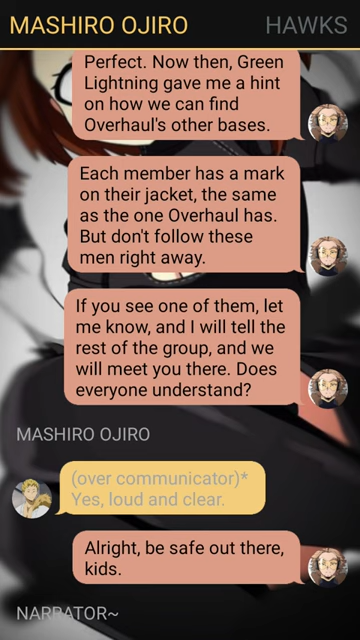 MASHIRO OJIRO HAWKS
Perfect. Now then, Green
Lightning gave me a hint
on how we can find
Overhaul's other bases.
Each member has a mark
on their jacket, the same
as the one Overhaul has.
But don't follow these
men right away.
If you see one of them, let
me know, and I will tell the
rest of the group, and we
will meet you there. Does
everyone understand?
MASHIRO OJIRO
(over communicator)*
Yes, loud and clear.
Alright, be safe out there,
kids.
NARRATOR~